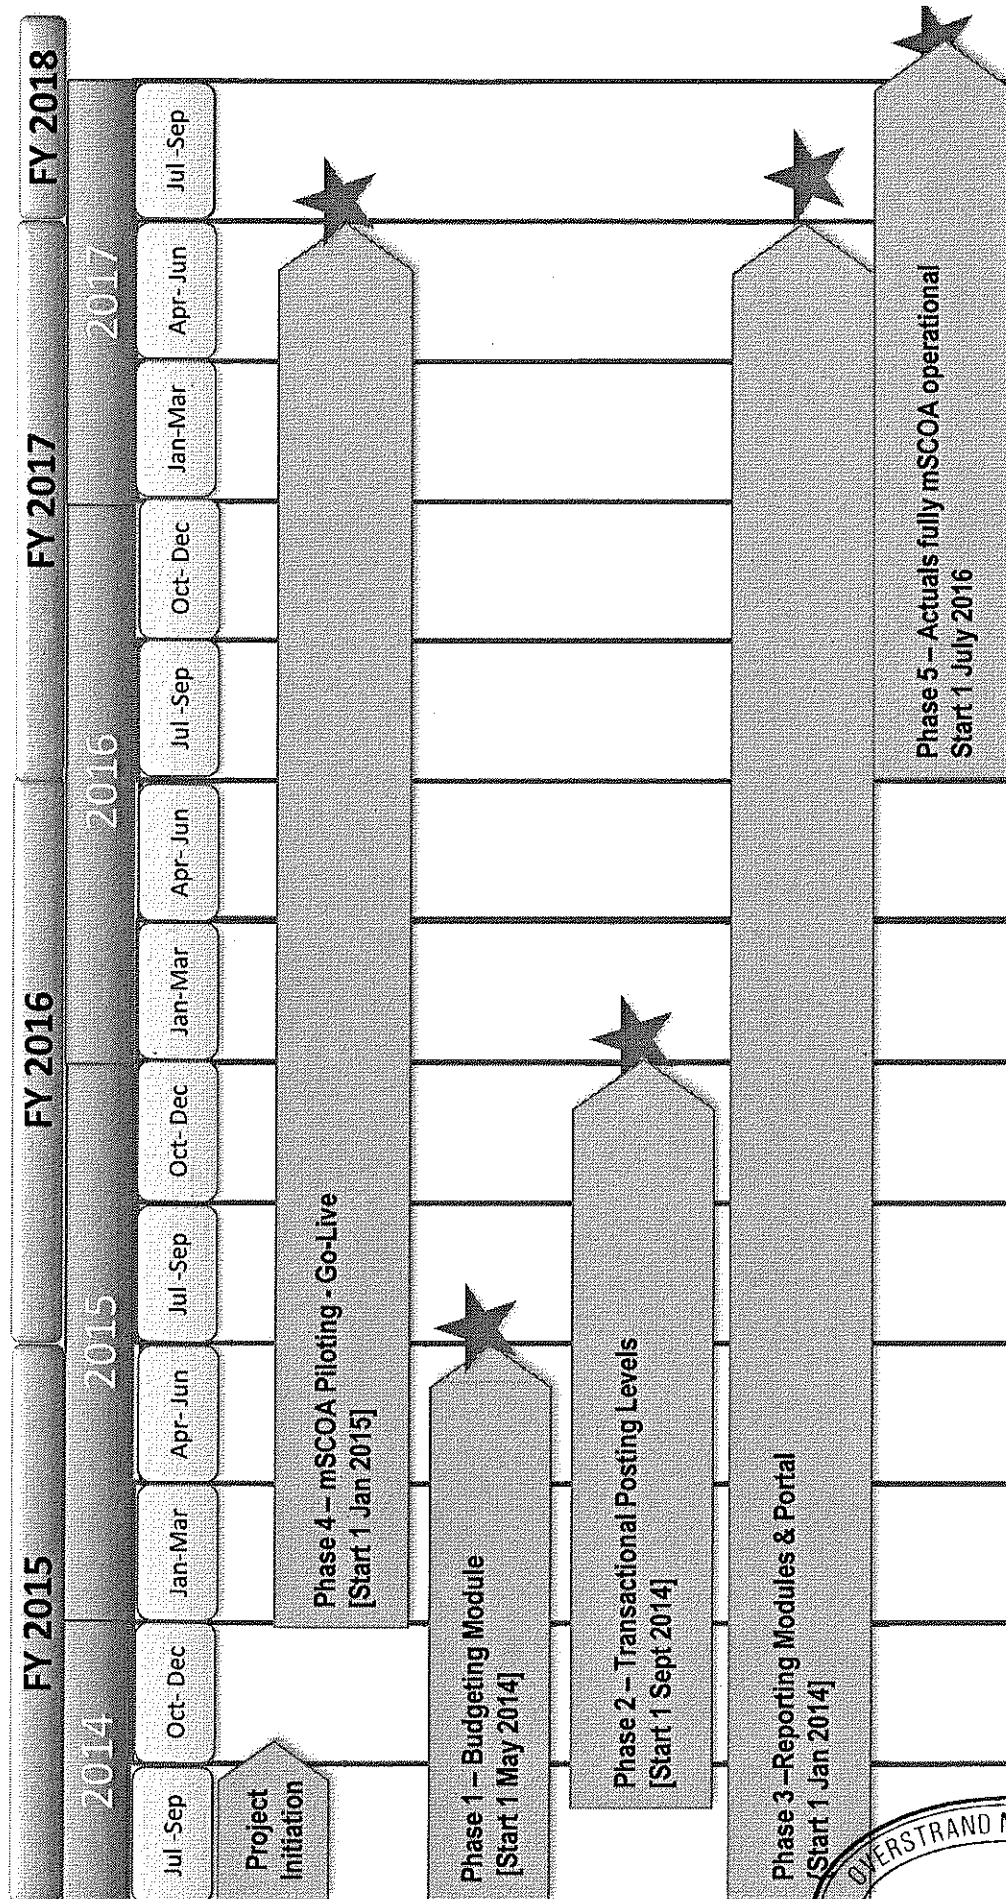 FY 2015
FY 2016
FY 2017
FY 2018
2014
2015
2016
2017
Jul -Sep
Oct- Dec
Jan-Mar
Apr- Jun
Jul -Sep
Oct- Dec
Jan-Mar
Apr- Jun
Jul -Sep
Oct- Dec
Jan-Mar
Apr- Jun
Jul -Sep
Project
Initiation
Phase 4 – mSCOA Piloting - Go-Live
[Start 1 Jan 2015]
Phase 1 – Budgeting Module
[Start 1 May 2014]
Phase 2 – Transactional Posting Levels
[Start 1 Sept 2014]
Phase 3 –Reporting Modules & Portal
[Start 1 Jan 2014]
Phase 5 – Actuals fully mSCOA operational
Start 1 July 2016
OVERSTRAND